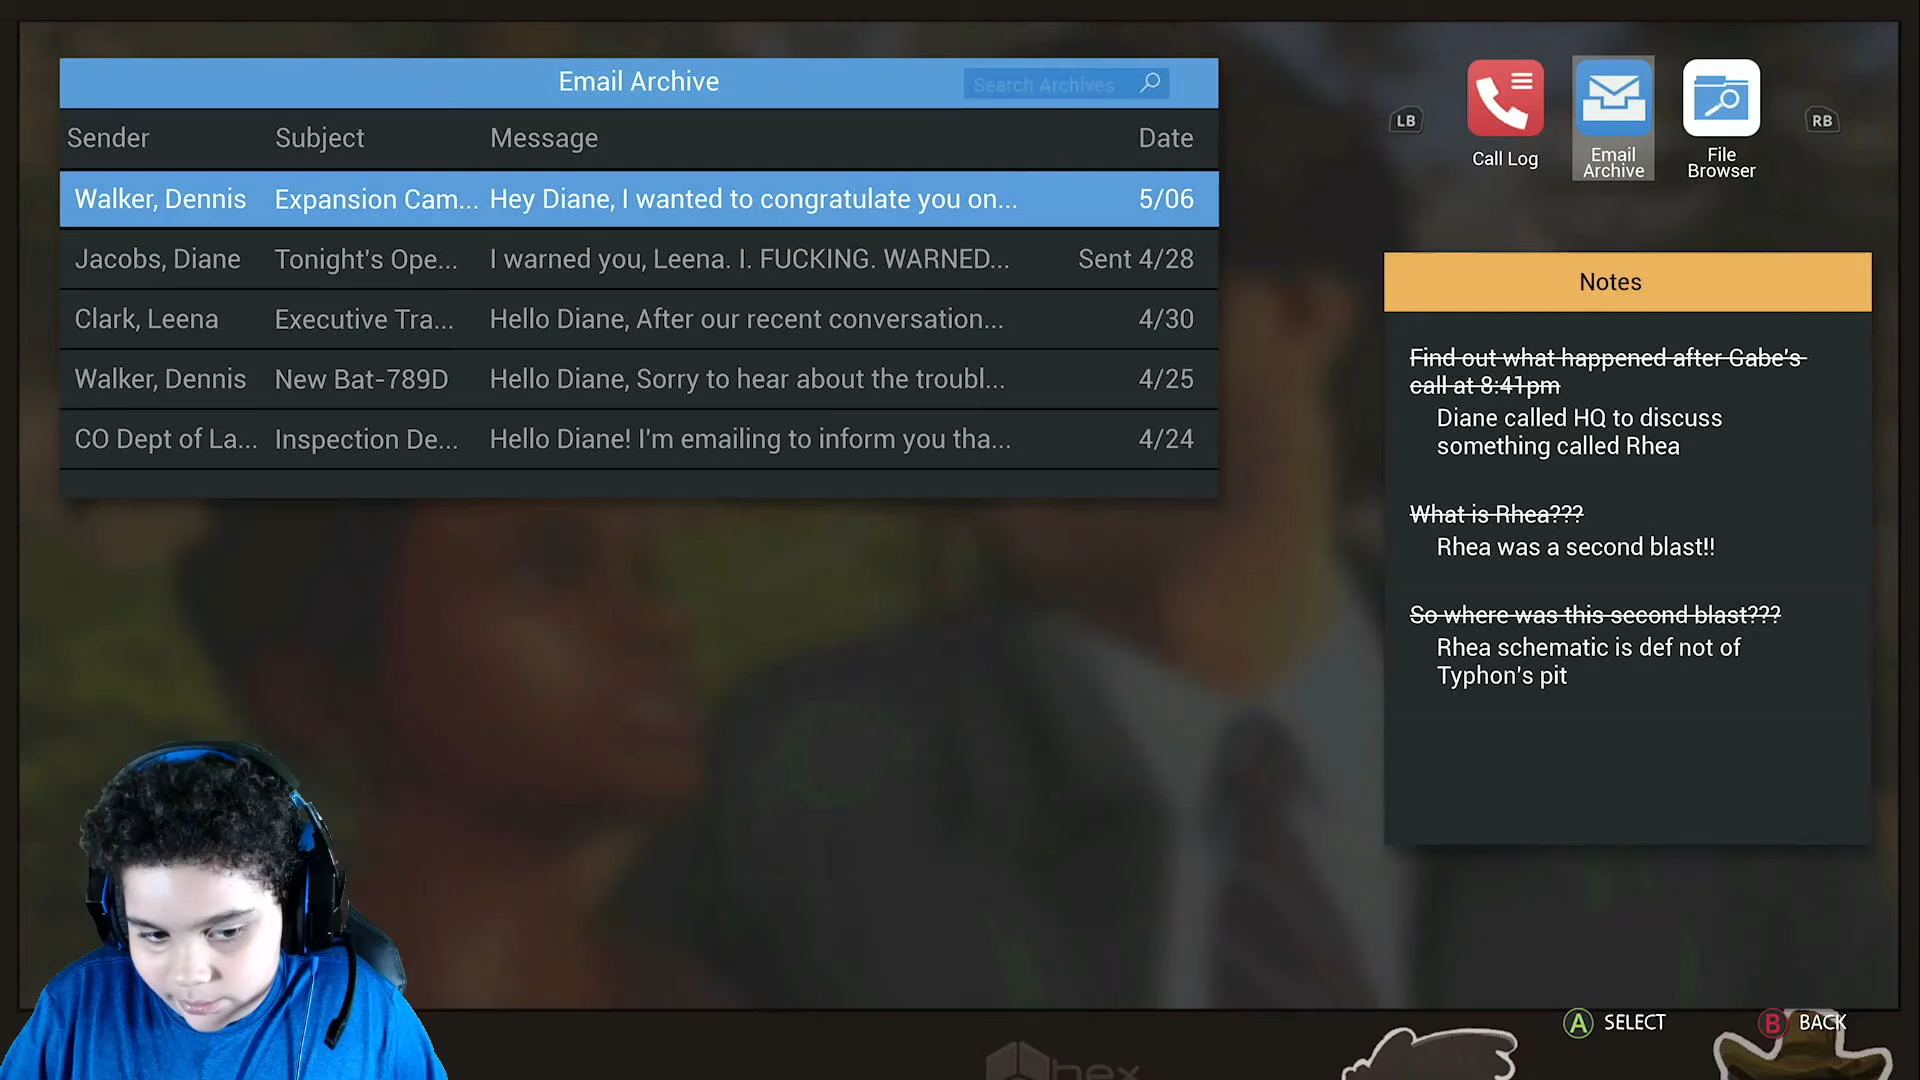 Email Archive
Search Archives
Sender Subject Message Date
Walker, Dennis Expansion Cam... Hey Diane, I wanted to congratulate you on... 5/06
Jacobs, Diane Tonight's Ope... I warned you, Leena. I. FUCKING. WARNED... Sent 4/28
Clark, Leena Executive Tra... Hello Diane, After our recent conversation... 4/30
Walker, Dennis New Bat-789D Hello Diane, Sorry to hear about the troubl... 4/25
CO Dept of La... Inspection De... Hello Diane! I'm emailing to inform you tha... 4/24
LB
Call Log
Email
Archive
File
Browser
RB
Notes
Find out what happened after Gabe's
call at 8:41pm
Diane called HQ to discuss
something called Rhea
What is Rhea???
Rhea was a second blast!!
So where was this second blast???
Rhea schematic is def not of
Typhon's pit
A SELECT
B BACK
hex